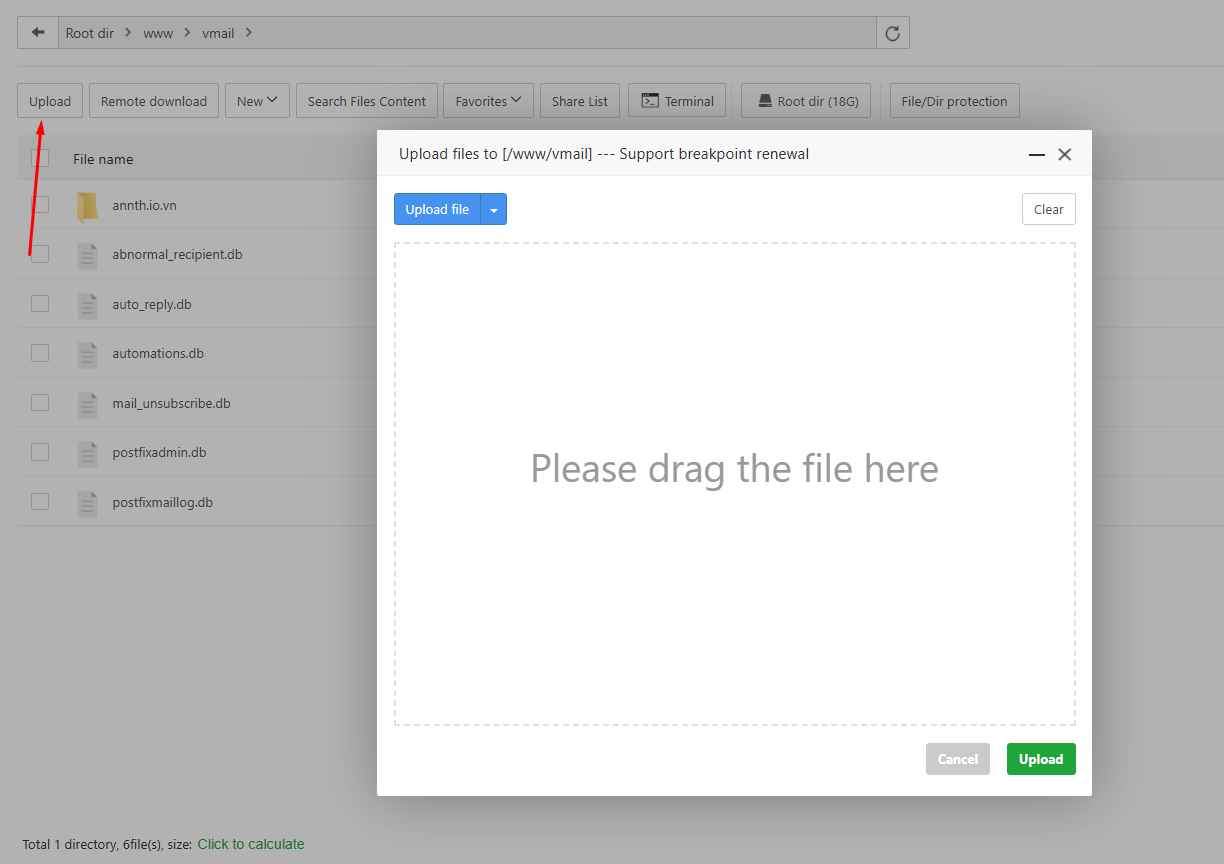 Root dir > www > vmail >
Upload Remote download New Search Files Content Favorites Share List Terminal Root dir (18G) File/Dir protection
File name
annth.io.vn
abnormal_recipient.db
auto_reply.db
automations.db
mail_unsubscribe.db
postfixadmin.db
postfixmaillog.db
Upload files to [/www/vmail] --- Support breakpoint renewal
Upload file Clear
Please drag the file here
Cancel Upload
Total 1 directory, 6file(s), size: Click to calculate